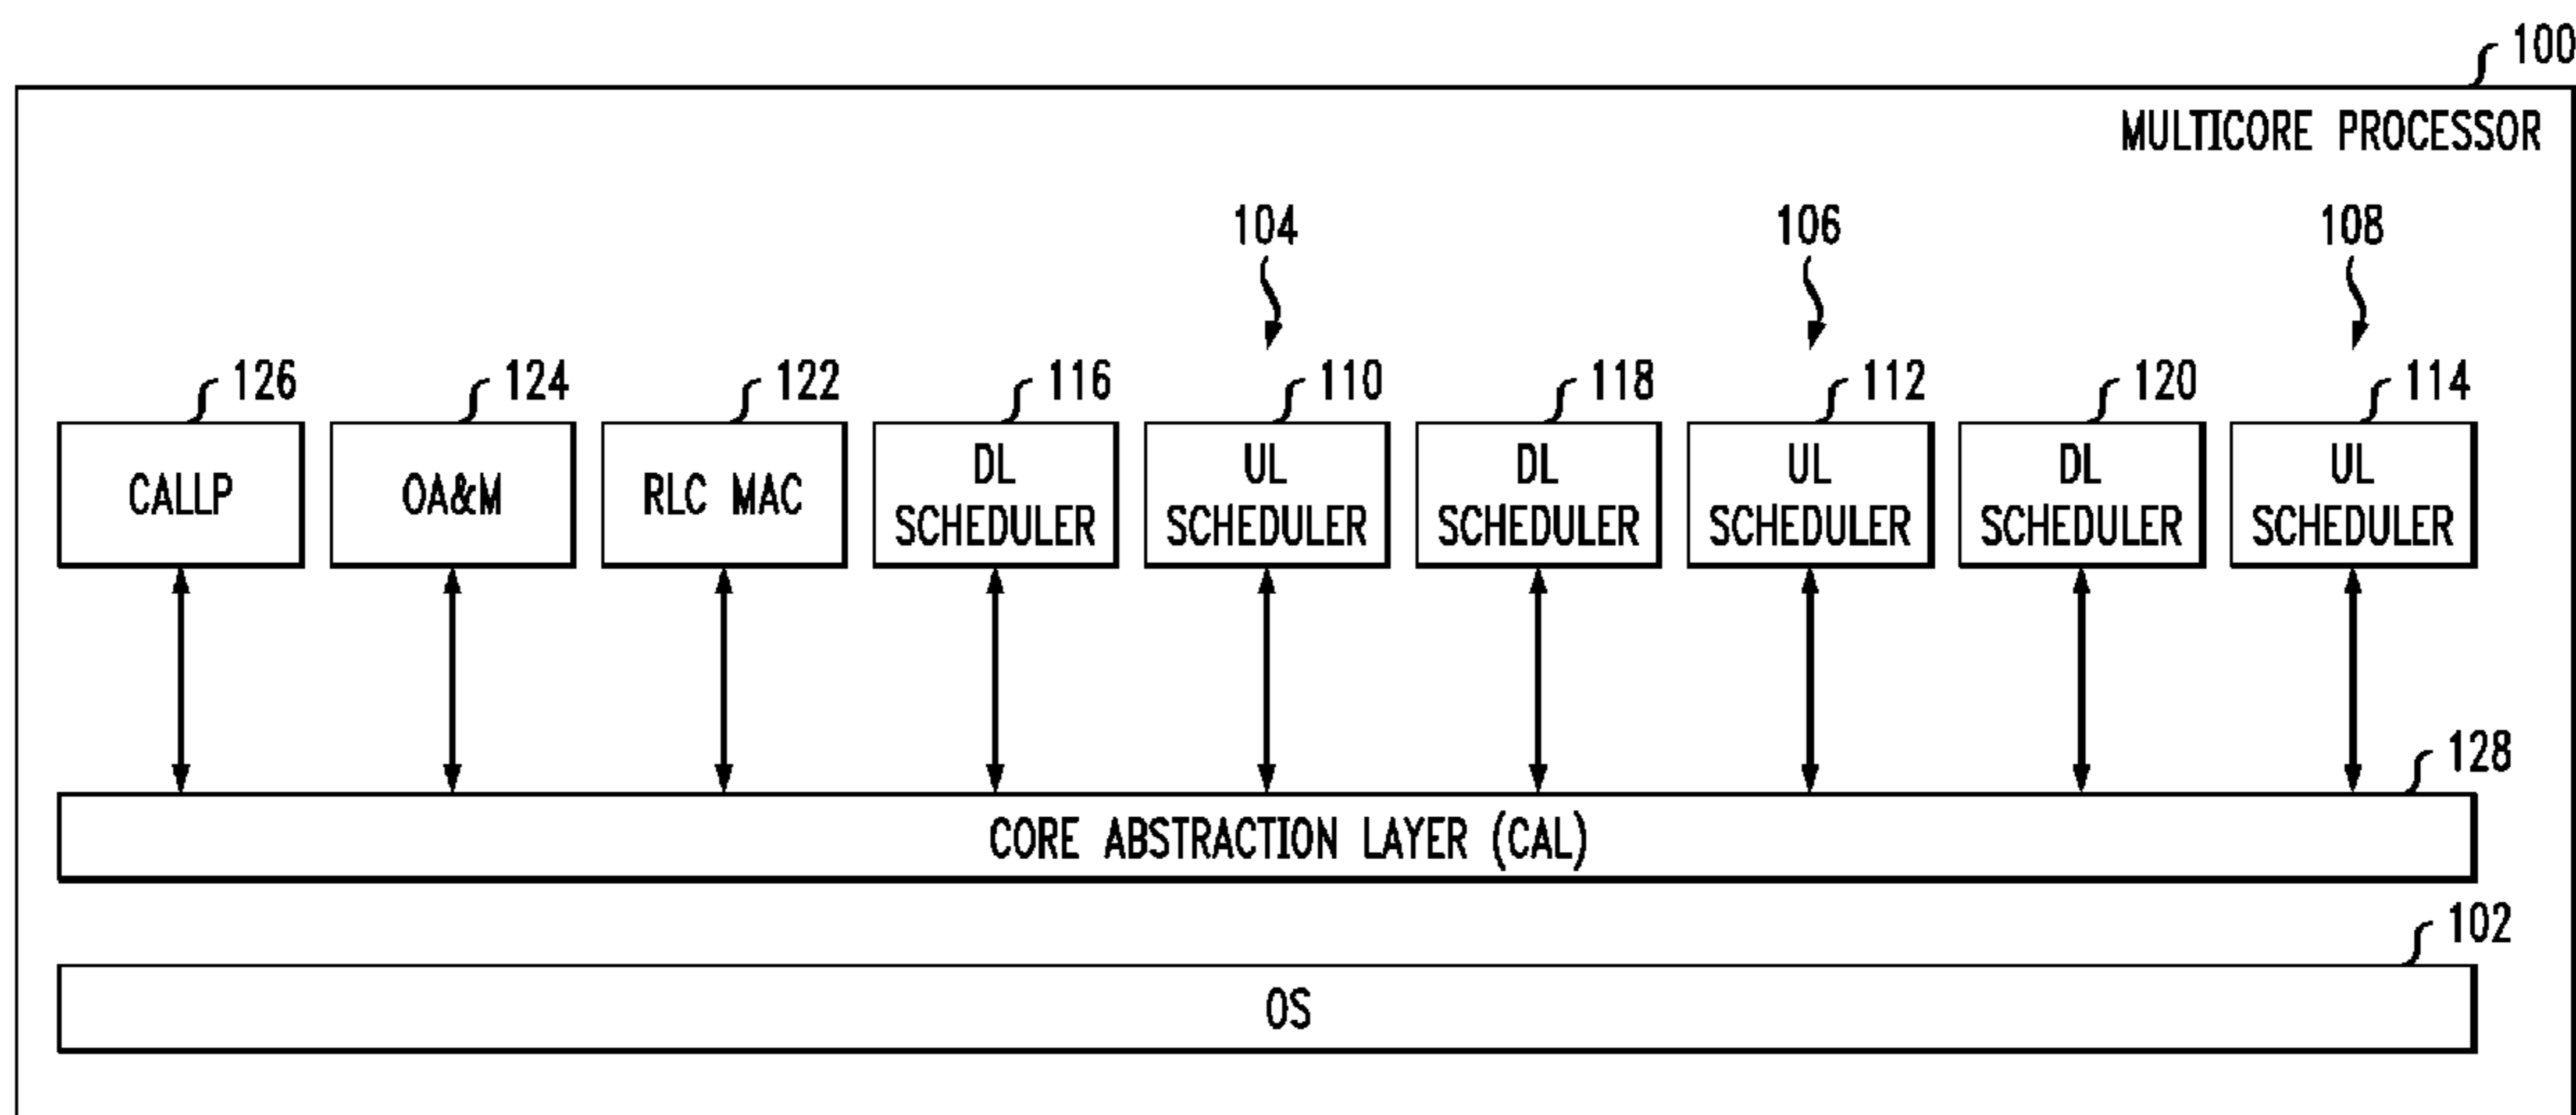 100
MULTICORE PROCESSOR
104 106 108
126 124 122 116 110 118 112 120 114
CALLP OA&M RLC MAC DL SCHEDULER UL SCHEDULER DL SCHEDULER UL SCHEDULER DL SCHEDULER UL SCHEDULER
128
CORE ABSTRACTION LAYER (CAL)
102
OS